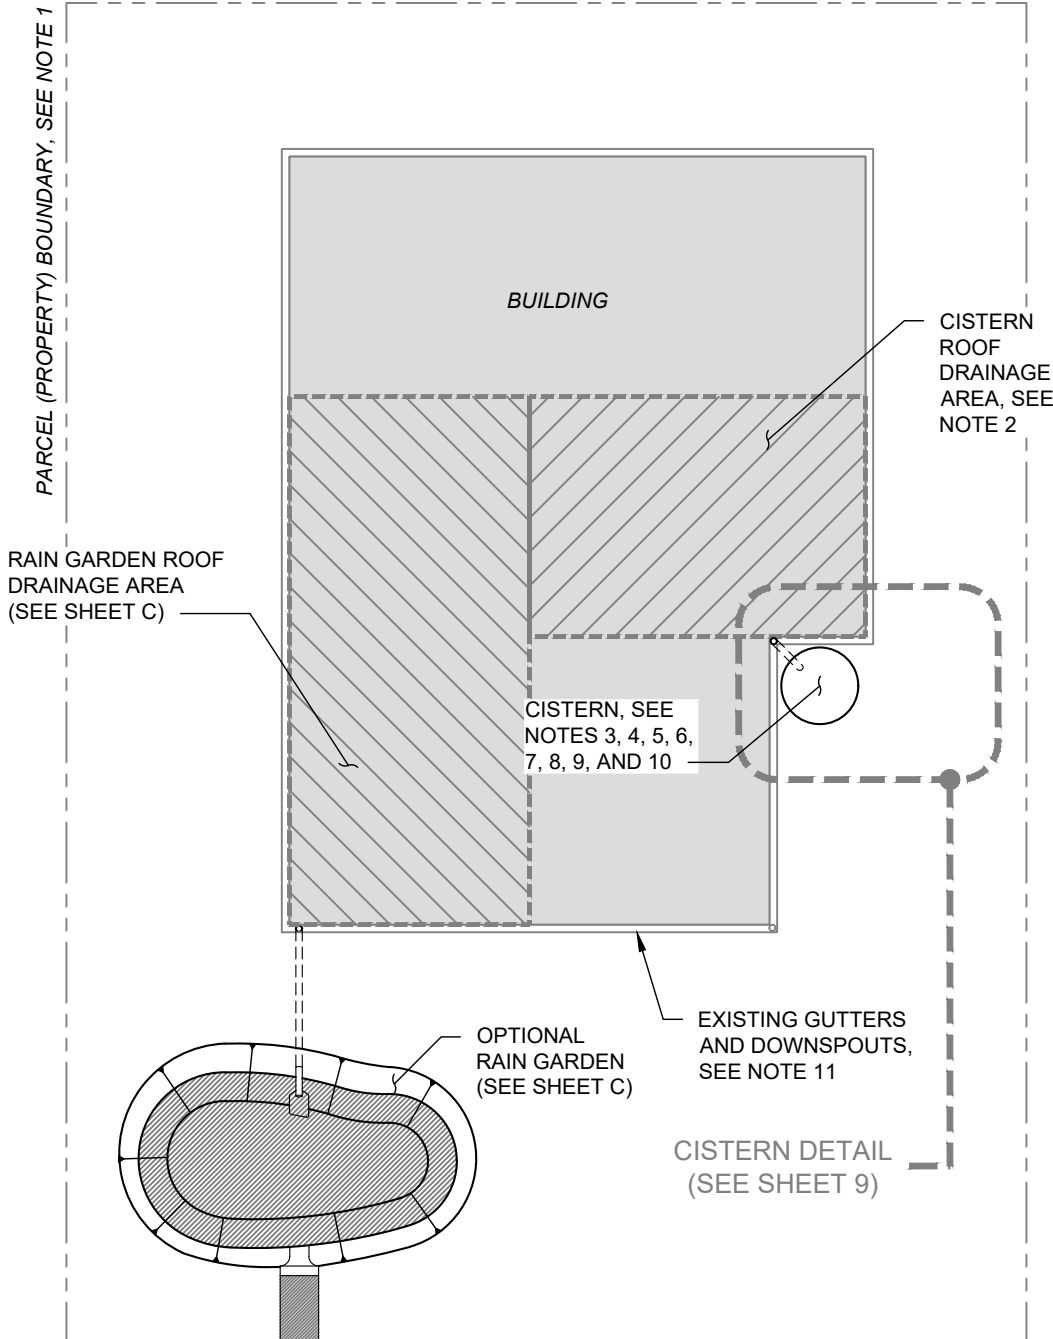 PARCEL (PROPERTY) BOUNDARY, SEE NOTE 1
BUILDING
CISTERN
ROOF
DRAINAGE
AREA, SEE
NOTE 2
RAIN GARDEN ROOF
DRAINAGE AREA
(SEE SHEET C)
CISTERN, SEE
NOTES 3, 4, 5, 6,
7, 8, 9, AND 10
EXISTING GUTTERS
AND DOWNSPOUTS,
SEE NOTE 11
OPTIONAL
RAIN GARDEN
(SEE SHEET C)
CISTERN DETAIL
(SEE SHEET 9)